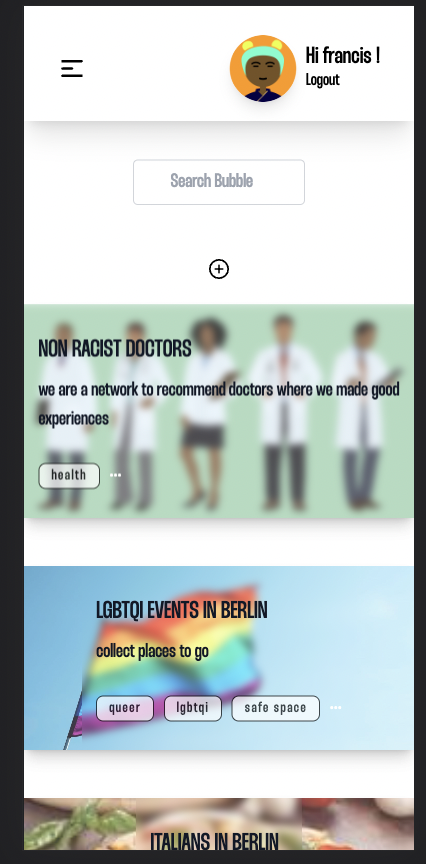 Hi francis !
Logout
Search Bubble
NON RACIST DOCTORS
we are a network to recommend doctors where we made good
experiences
health
LGBTQI EVENTS IN BERLIN
collect places to go
queer lgbtqi safe space
ITALIANS IN BERLIN